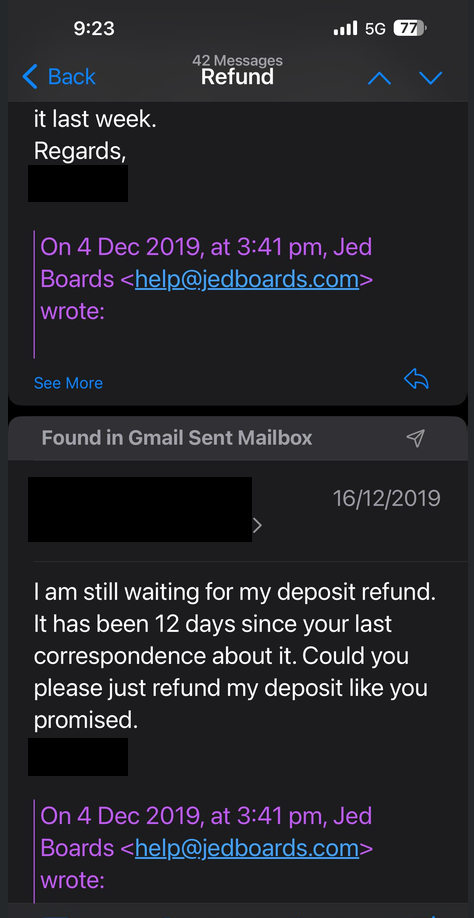 9:23
5G 77
42 Messages
Back
Refund
it last week.
Regards,
On 4 Dec 2019, at 3:41 pm, Jed
Boards <help@jedboards.com>
wrote:
See More
Found in Gmail Sent Mailbox
16/12/2019
I am still waiting for my deposit refund.
It has been 12 days since your last
correspondence about it. Could you
please just refund my deposit like you
promised.
On 4 Dec 2019, at 3:41 pm, Jed
Boards <help@jedboards.com>
wrote: